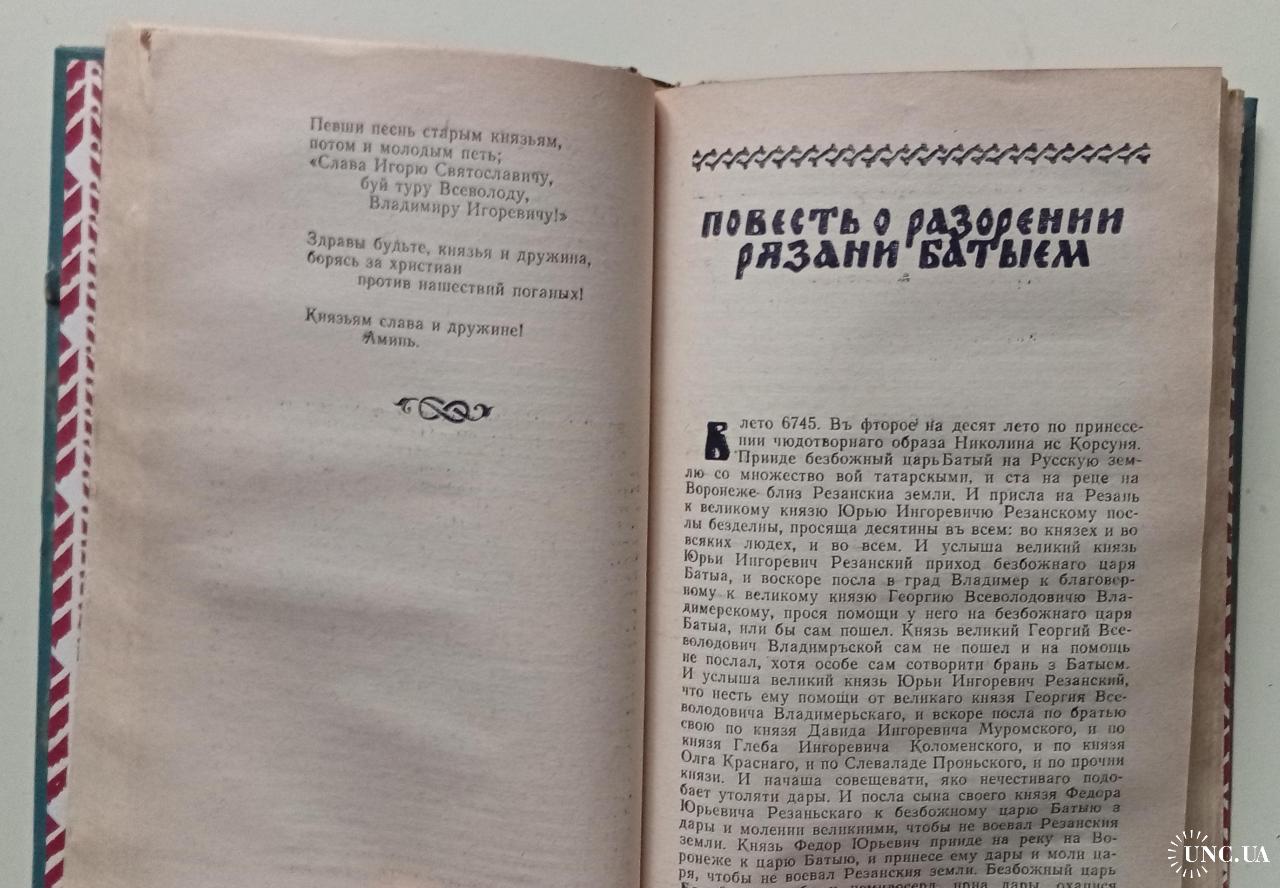 Певши песнь старым князьям,
потом и молодым петь;
«Слава Игорю Святославичу,
буй туру Всеволоду,
Владимиру Игоревичу!»
Здравы будьте, князья и дружина,
борясь за христиан
против нашествий поганых!
Князьям слава и дружине!
Аминь.
ПОВЕСТЬ О РАЗОРЕНИИ
РЯЗАНИ БАТЫЕМ
В лето 6745. Въ фторое на десят лето по принесе-
нии чюдотворнаго образа Николина ис Корсуня.
Прииде безбожный царь Батый на Русскую зем-
лю со множество вой татарскыми, и ста на реце на
Воронеже близ Резанскиа земли. И присла на Резань
к великому князю Юрью Ингоревичю Резанскому пос-
лы безделны, просяща десятины въ всем: во князех и во
всяких людех, и во всем. И услыша великий князь
Юрьи Ингоревич Резанский приход безбожнаго царя
Батыа, и воскоре посла в град Владимер к благовер-
ному к великому князю Георгию Всеволодовичю Вла-
димерскому, прося помощи у него на безбожнаго царя
Батыа, или бы сам пошел. Князь великий Георгий Все-
володович Владимръской сам не пошел и на помощь
не послал, хотя особе сам сотворити брань з Батыем.
И услыша великий князь Юрьи Ингоревич Резанский,
что несть ему помощи от великаго князя Георгия Все-
володовича Владимерьскаго, и вскоре посла по братью
свою по князя Давида Ингоревича Муромского, и по
князя Глеба Ингоревича Коломенского, и по князя
Олга Краснаго, и по Слеваладе Проньского, и по прочии
князи. И начаша совещевати, яко нечестиваго подо-
бает утоляти дары. И посла сына своего князя Федора
Юрьевича Резаньскаго к безбожному царю Батыю з
дары и молении великиими, чтобы не воевал Резанския
земли. Князь Федор Юрьевич прииде на реку на Во-
ронеже к царю Батыю, и принесе ему дары и моли ца-
ря, чтобы не воевал Резанския земли. Безбожный царь
UNC.UA